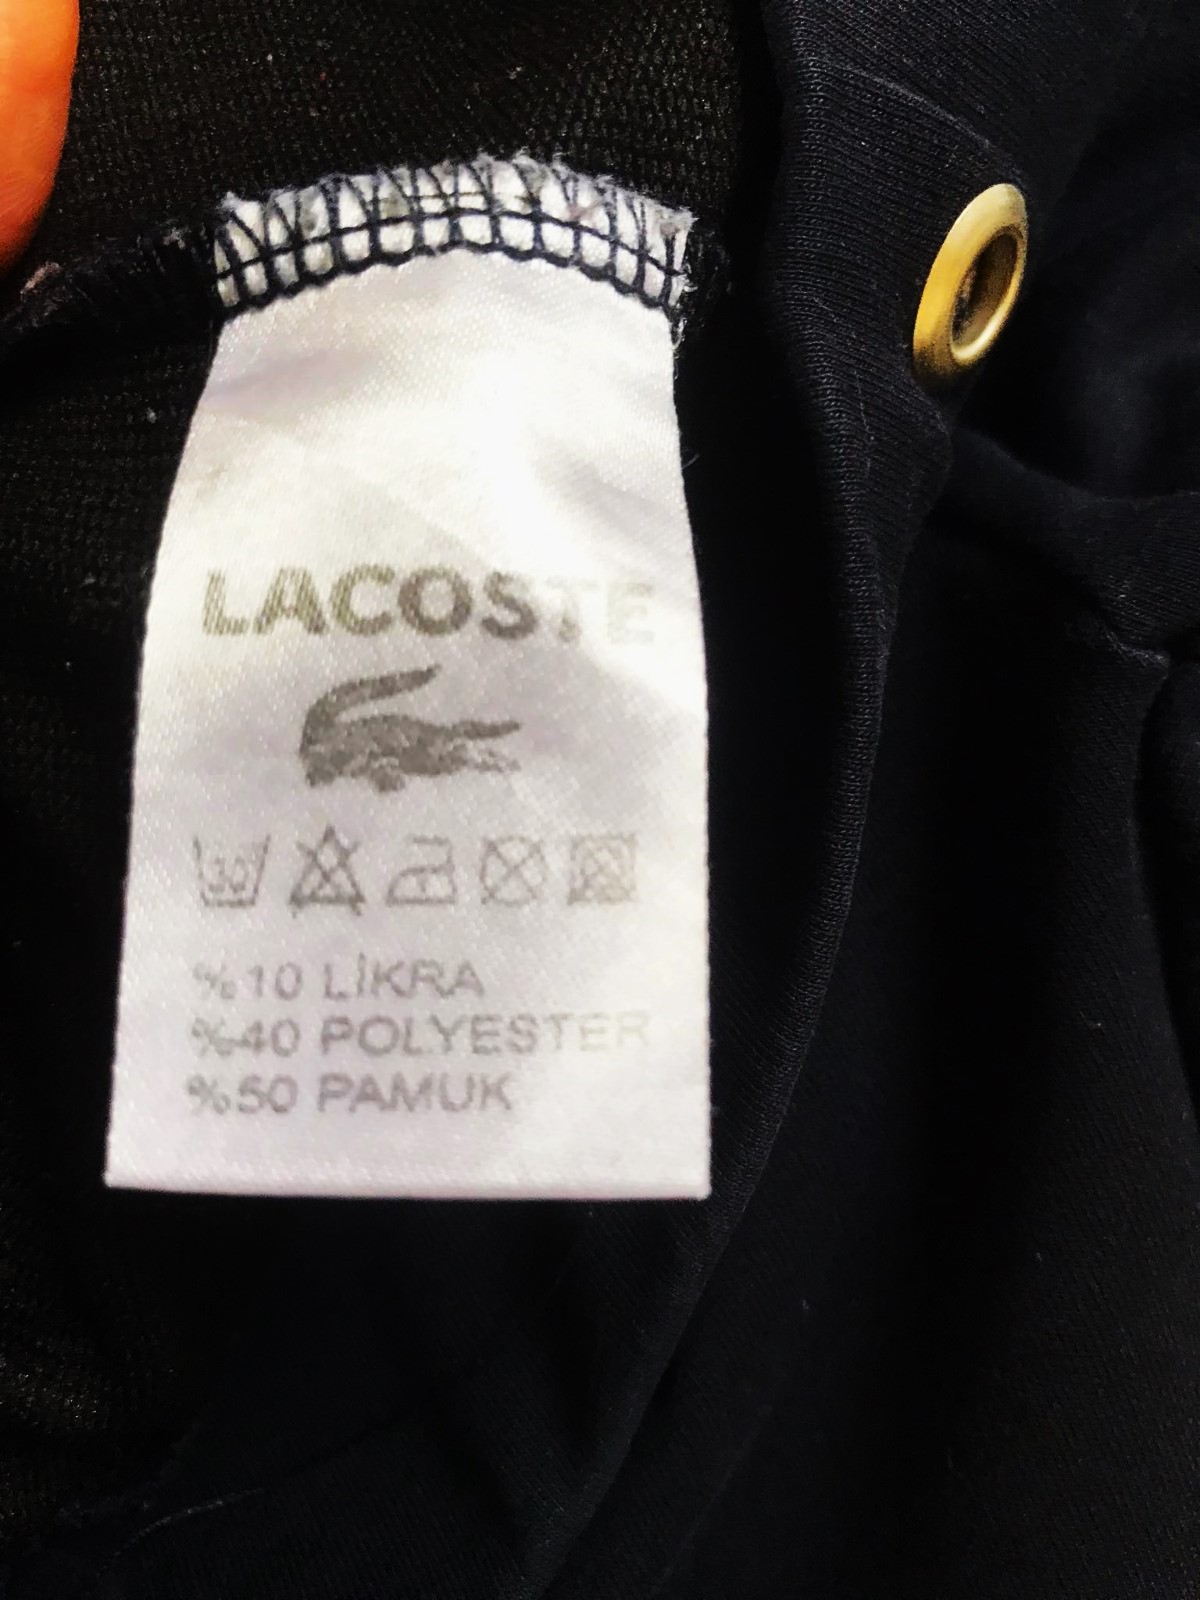 LACOSTE
30
%10 LİKRA
%40 POLYESTER
%50 PAMUK